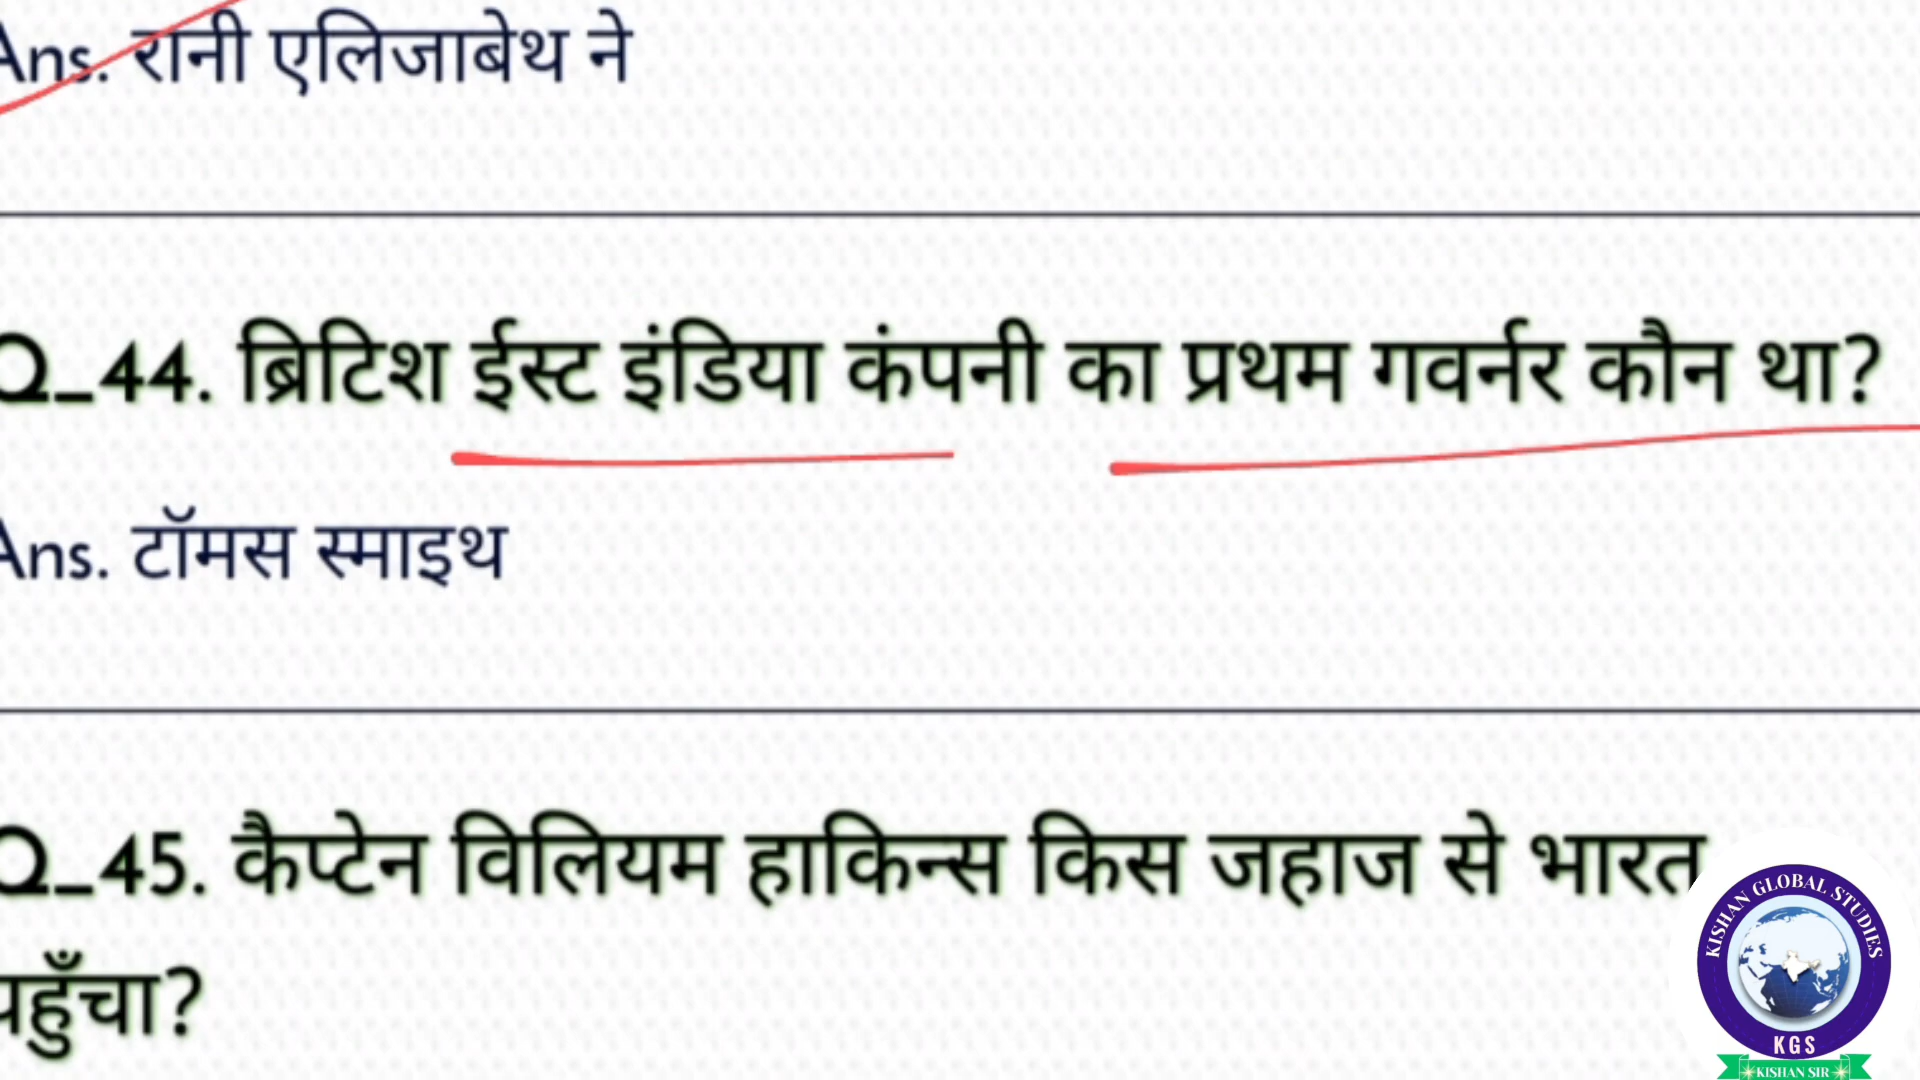 Ans. रानी एलिजाबेथ ने
Q_44. ब्रिटिश ईस्ट इंडिया कंपनी का प्रथम गवर्नर कौन था?
Ans. टॉमस स्माइथ
Q_45. कैप्टेन विलियम हाकिन्स किस जहाज से भारत
पहुँचा?
KISHAN GLOBAL STUDIES
KGS
KISHAN SIR